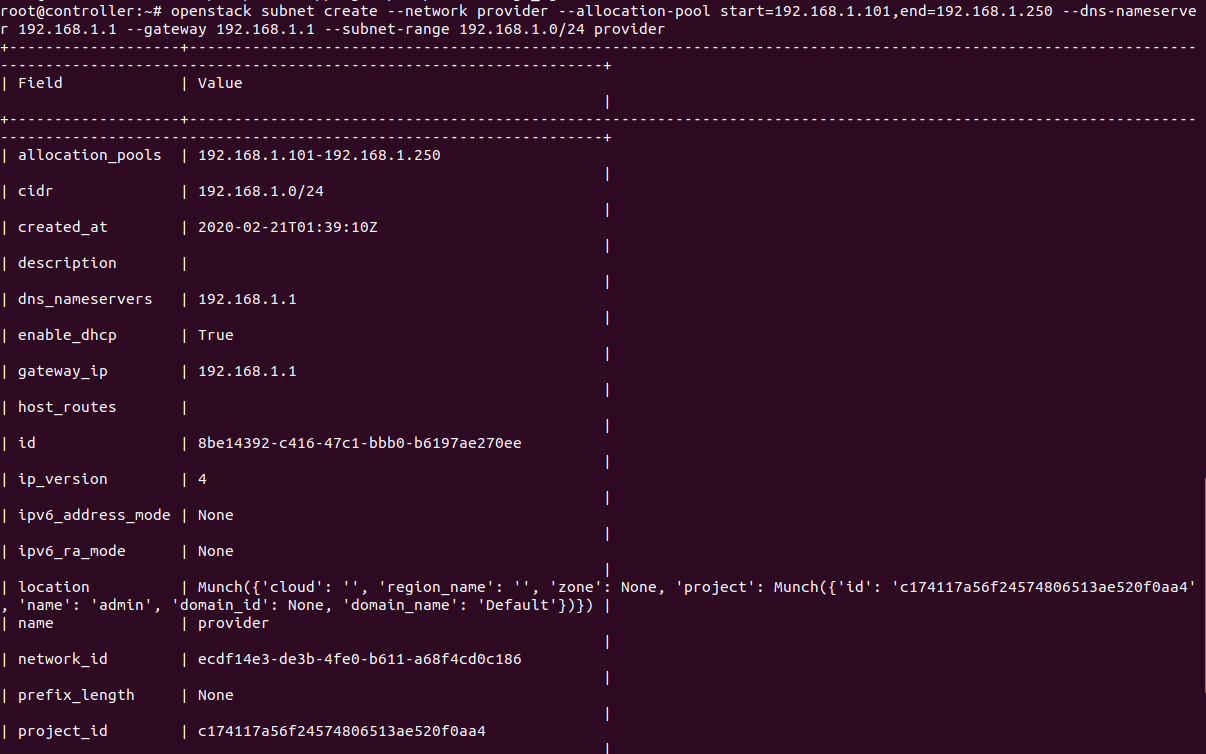 root@controller:~# openstack subnet create --network provider --allocation-pool start=192.168.1.101,end=192.168.1.250 --dns-nameserve
r 192.168.1.1 --gateway 192.168.1.1 --subnet-range 192.168.1.0/24 provider
+-------------------+----------------------------------------------------------------------------------------------------------------
-------------------------------------------------------------------+
| Field             | Value
                                                                   |
+-------------------+----------------------------------------------------------------------------------------------------------------
-------------------------------------------------------------------+
| allocation_pools  | 192.168.1.101-192.168.1.250
                                                                   |
| cidr              | 192.168.1.0/24
                                                                   |
| created_at        | 2020-02-21T01:39:10Z
                                                                   |
| description       |
                                                                   |
| dns_nameservers   | 192.168.1.1
                                                                   |
| enable_dhcp       | True
                                                                   |
| gateway_ip        | 192.168.1.1
                                                                   |
| host_routes       |
                                                                   |
| id                | 8be14392-c416-47c1-bbb0-b6197ae270ee
                                                                   |
| ip_version        | 4
                                                                   |
| ipv6_address_mode | None
                                                                   |
| ipv6_ra_mode      | None
                                                                   |
| location          | Munch({'cloud': '', 'region_name': '', 'zone': None, 'project': Munch({'id': 'c174117a56f24574806513ae520f0aa4'
, 'name': 'admin', 'domain_id': None, 'domain_name': 'Default'})}) |
| name              | provider
                                                                   |
| network_id        | ecdf14e3-de3b-4fe0-b611-a68f4cd0c186
                                                                   |
| prefix_length     | None
                                                                   |
| project_id        | c174117a56f24574806513ae520f0aa4
                                                                   |